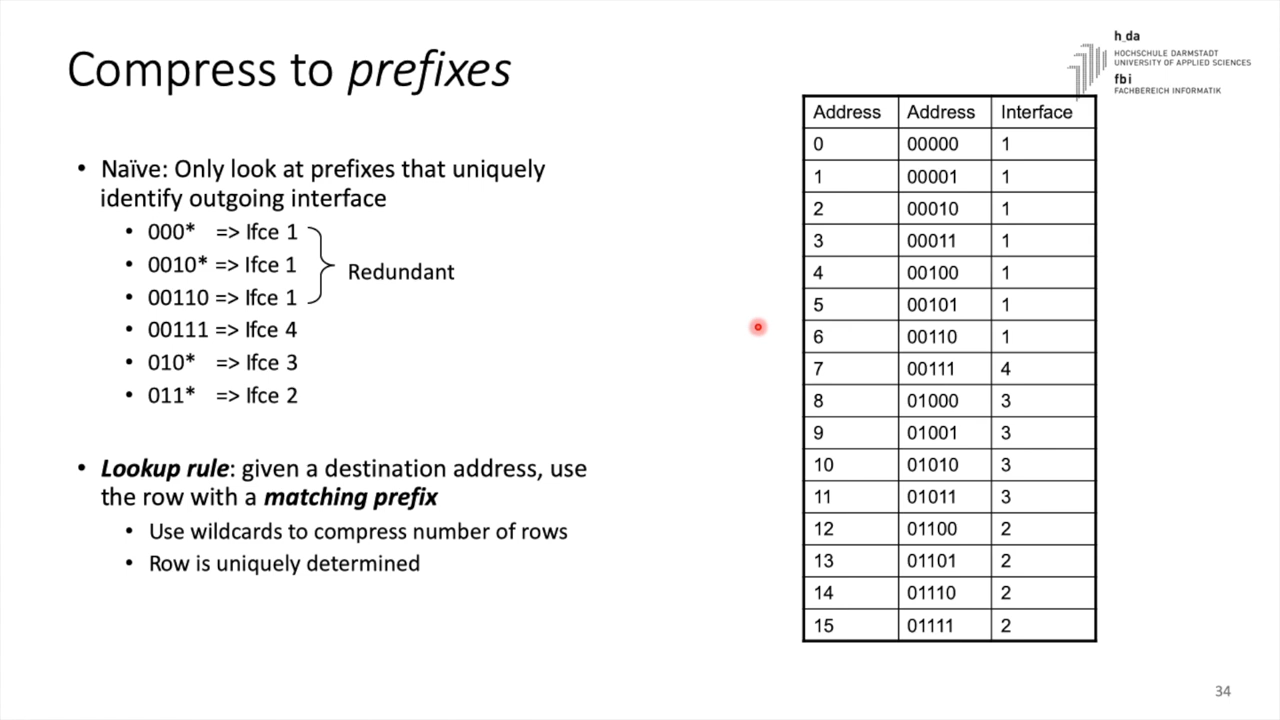 Compress to prefixes
h_da
HOCHSCHULE DARMSTADT
UNIVERSITY OF APPLIED SCIENCES
fbi
FACHBEREICH INFORMATIK
• Naïve: Only look at prefixes that uniquely
identify outgoing interface
• 000* => Ifce 1
• 0010* => Ifce 1
• 00110 => Ifce 1
Redundant
• 00111 => Ifce 4
• 010* => Ifce 3
• 011* => Ifce 2
• Lookup rule: given a destination address, use
the row with a matching prefix
• Use wildcards to compress number of rows
• Row is uniquely determined
Address Address Interface
0 00000 1
1 00001 1
2 00010 1
3 00011 1
4 00100 1
5 00101 1
6 00110 1
7 00111 4
8 01000 3
9 01001 3
10 01010 3
11 01011 3
12 01100 2
13 01101 2
14 01110 2
15 01111 2
34